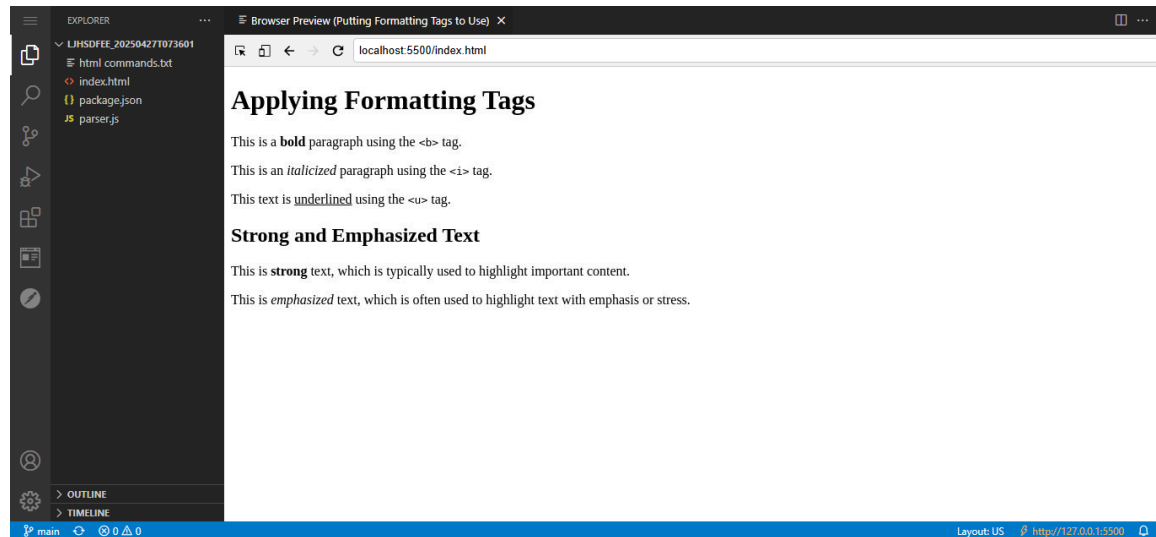 EXPLORER ···
Browser Preview (Putting Formatting Tags to Use) ×
LJHSDFEE_20250427T073601
html commands.txt
<> index.html
{} package.json
JS parser.js
OUTLINE
TIMELINE
localhost:5500/index.html
Applying Formatting Tags
This is a bold paragraph using the <b> tag.
This is an italicized paragraph using the <i> tag.
This text is underlined using the <u> tag.
Strong and Emphasized Text
This is strong text, which is typically used to highlight important content.
This is emphasized text, which is often used to highlight text with emphasis or stress.
main 0 0 Layout: US http://127.0.0.1:5500